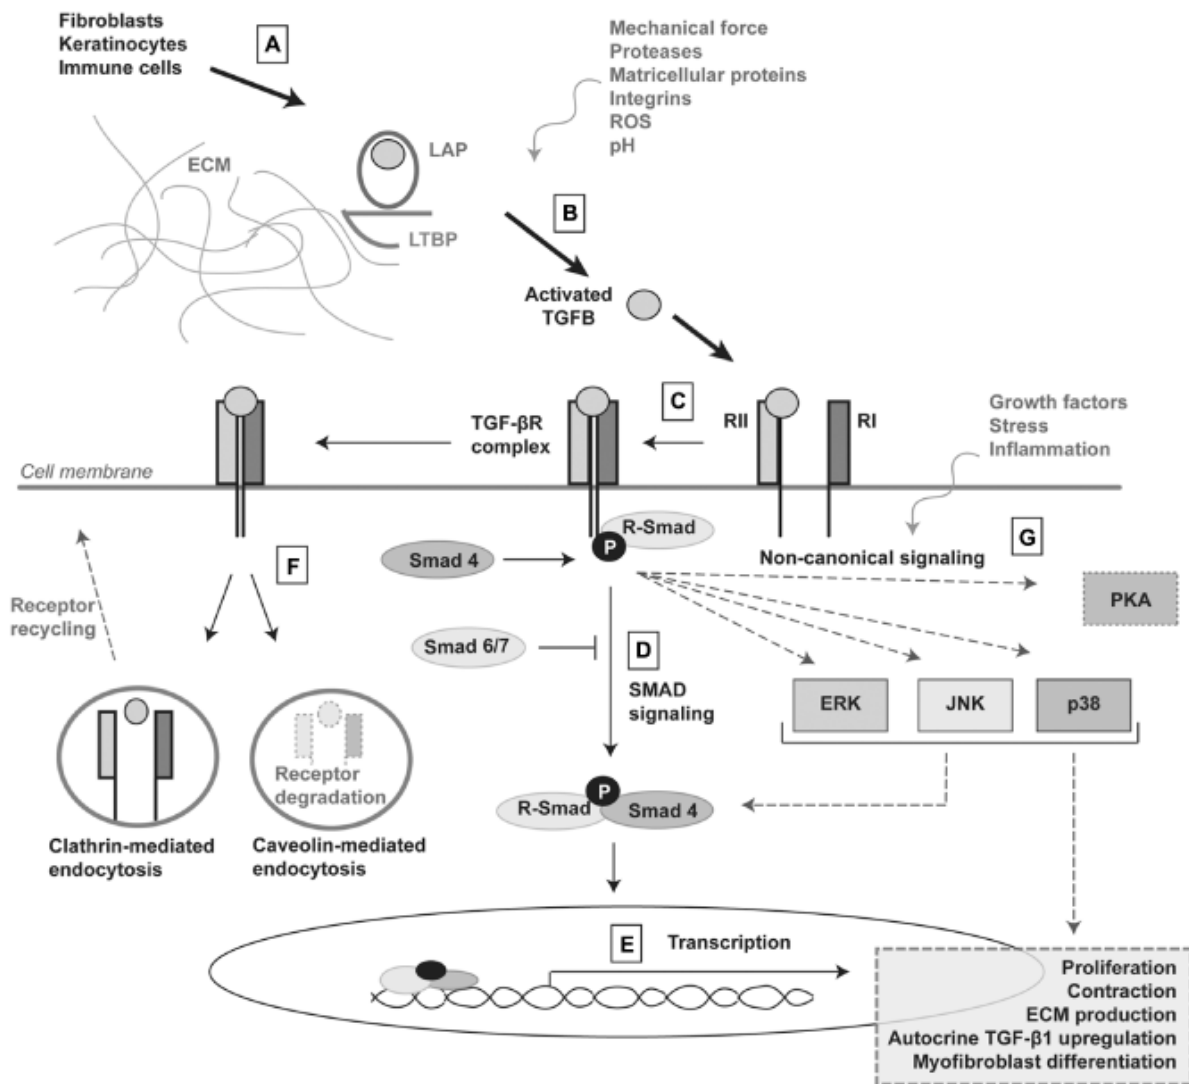 Fibroblasts
Keratinocytes
Immune cells
A
Mechanical force
Proteases
Matricellular proteins
Integrins
ROS
pH
ECM
LAP
LTBP
B
Activated
TGFB
C
TGF-βR
complex
RII
RI
Growth factors
Stress
Inflammation
Cell membrane
R-Smad
P
Smad 4
G
Non-canonical signaling
F
Receptor
recycling
PKA
Smad 6/7
D
SMAD
signaling
ERK
JNK
p38
Receptor
degradation
P
R-Smad
Smad 4
Clathrin-mediated
endocytosis
Caveolin-mediated
endocytosis
E
Transcription
Proliferation
Contraction
ECM production
Autocrine TGF-β1 upregulation
Myofibroblast differentiation